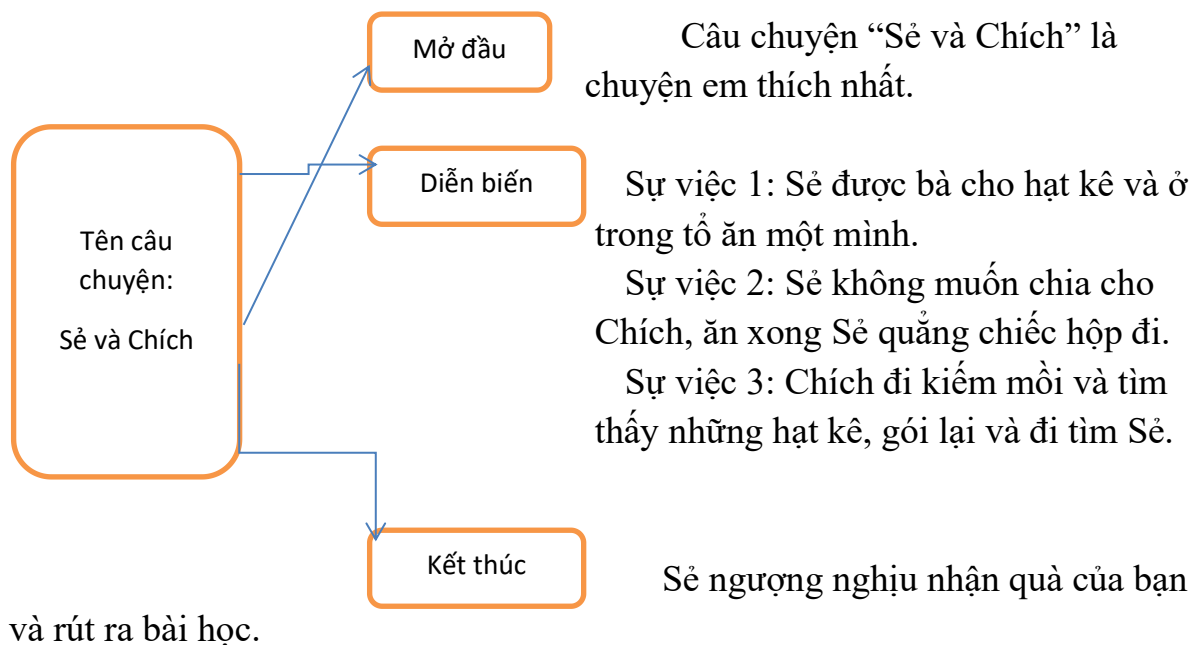 Mở đầu
Câu chuyện “Sẻ và Chích” là
chuyện em thích nhất.
Tên câu
chuyện:
Sẻ và Chích
Diễn biến
Sự việc 1: Sẻ được bà cho hạt kê và ở
trong tổ ăn một mình.
Sự việc 2: Sẻ không muốn chia cho
Chích, ăn xong Sẻ quẳng chiếc hộp đi.
Sự việc 3: Chích đi kiếm mồi và tìm
thấy những hạt kê, gói lại và đi tìm Sẻ.
Kết thúc
Sẻ ngượng nghịu nhận quà của bạn
và rút ra bài học.